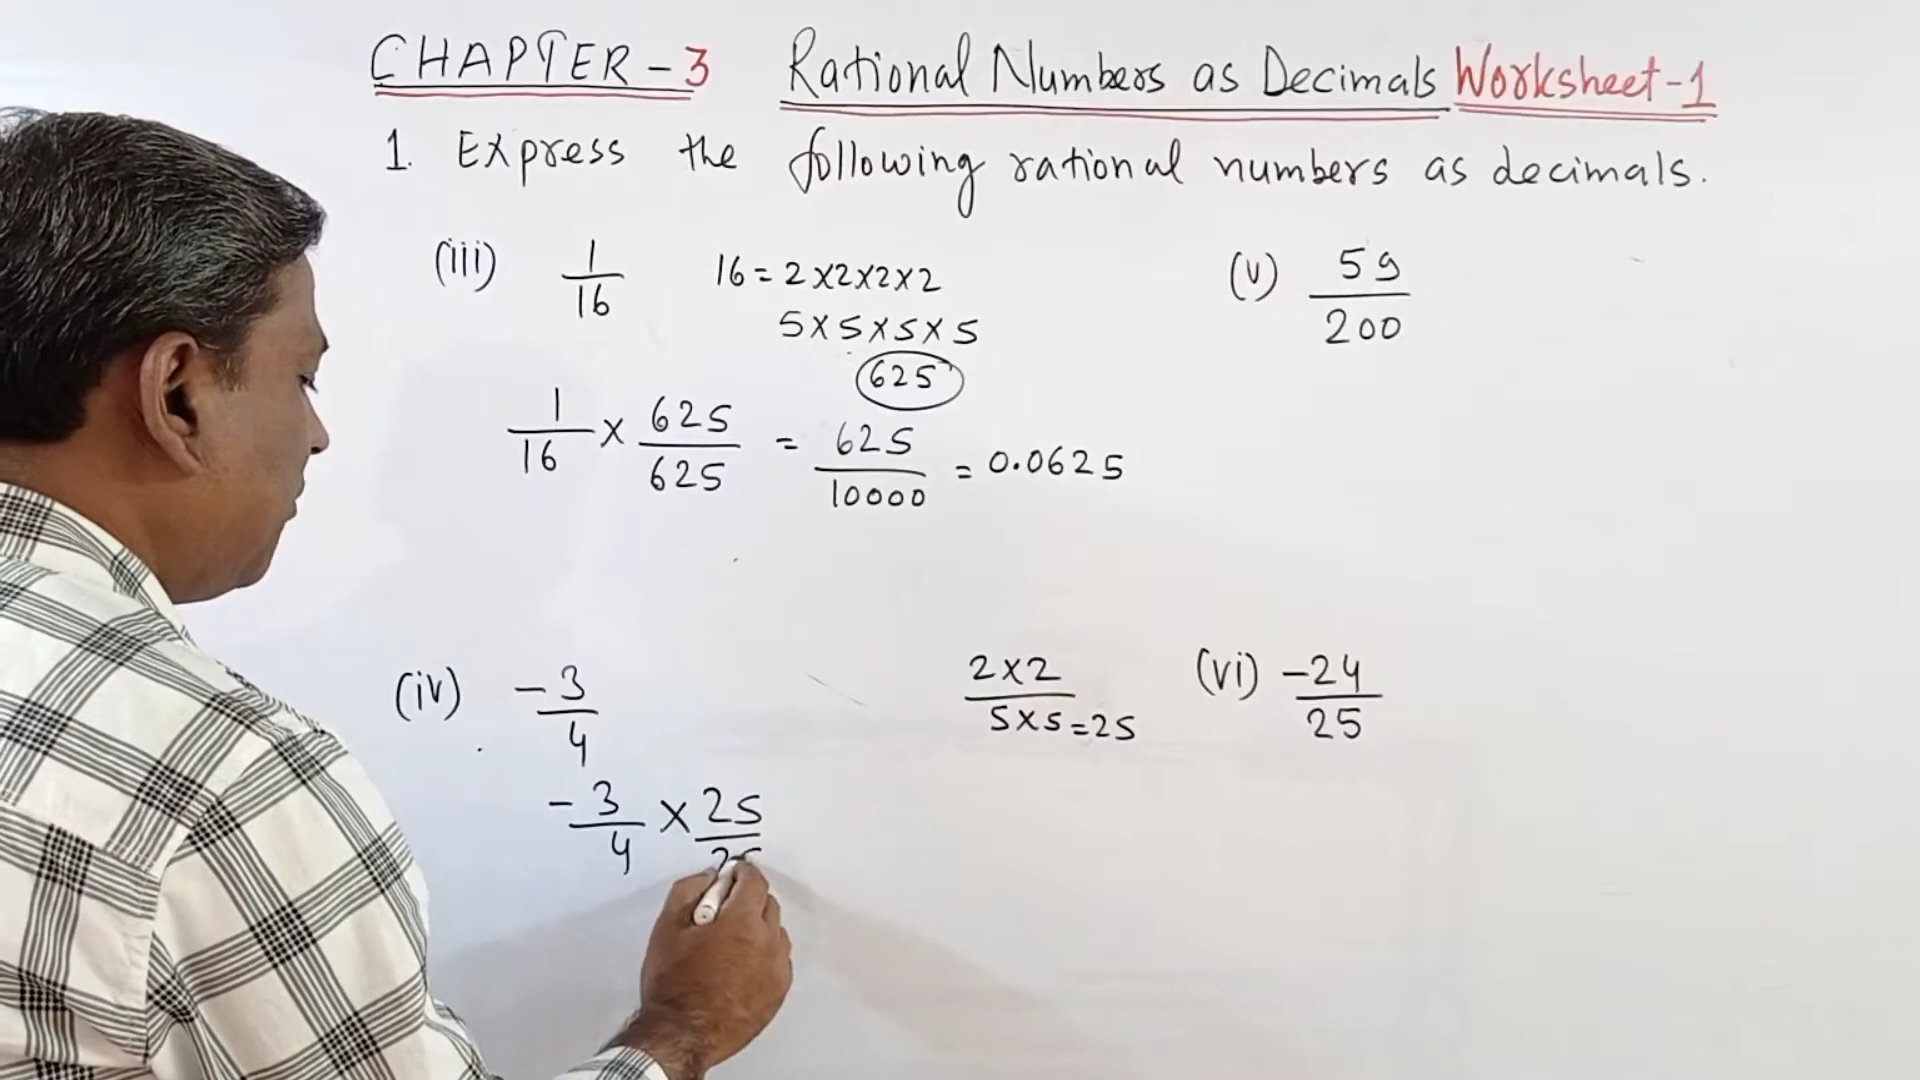 CHAPTER-3 Rational Numbers as Decimals Worksheet-1
1. Express the following rational numbers as decimals.
(iii) 1/16 16=2×2×2×2
5×5×5×5
625
1/16 × 625/625 = 625/10000 = 0.0625
(v) 59/200
(iv) -3/4
2×2
5×5=25
-3/4 × 25/25
(vi) -24/25